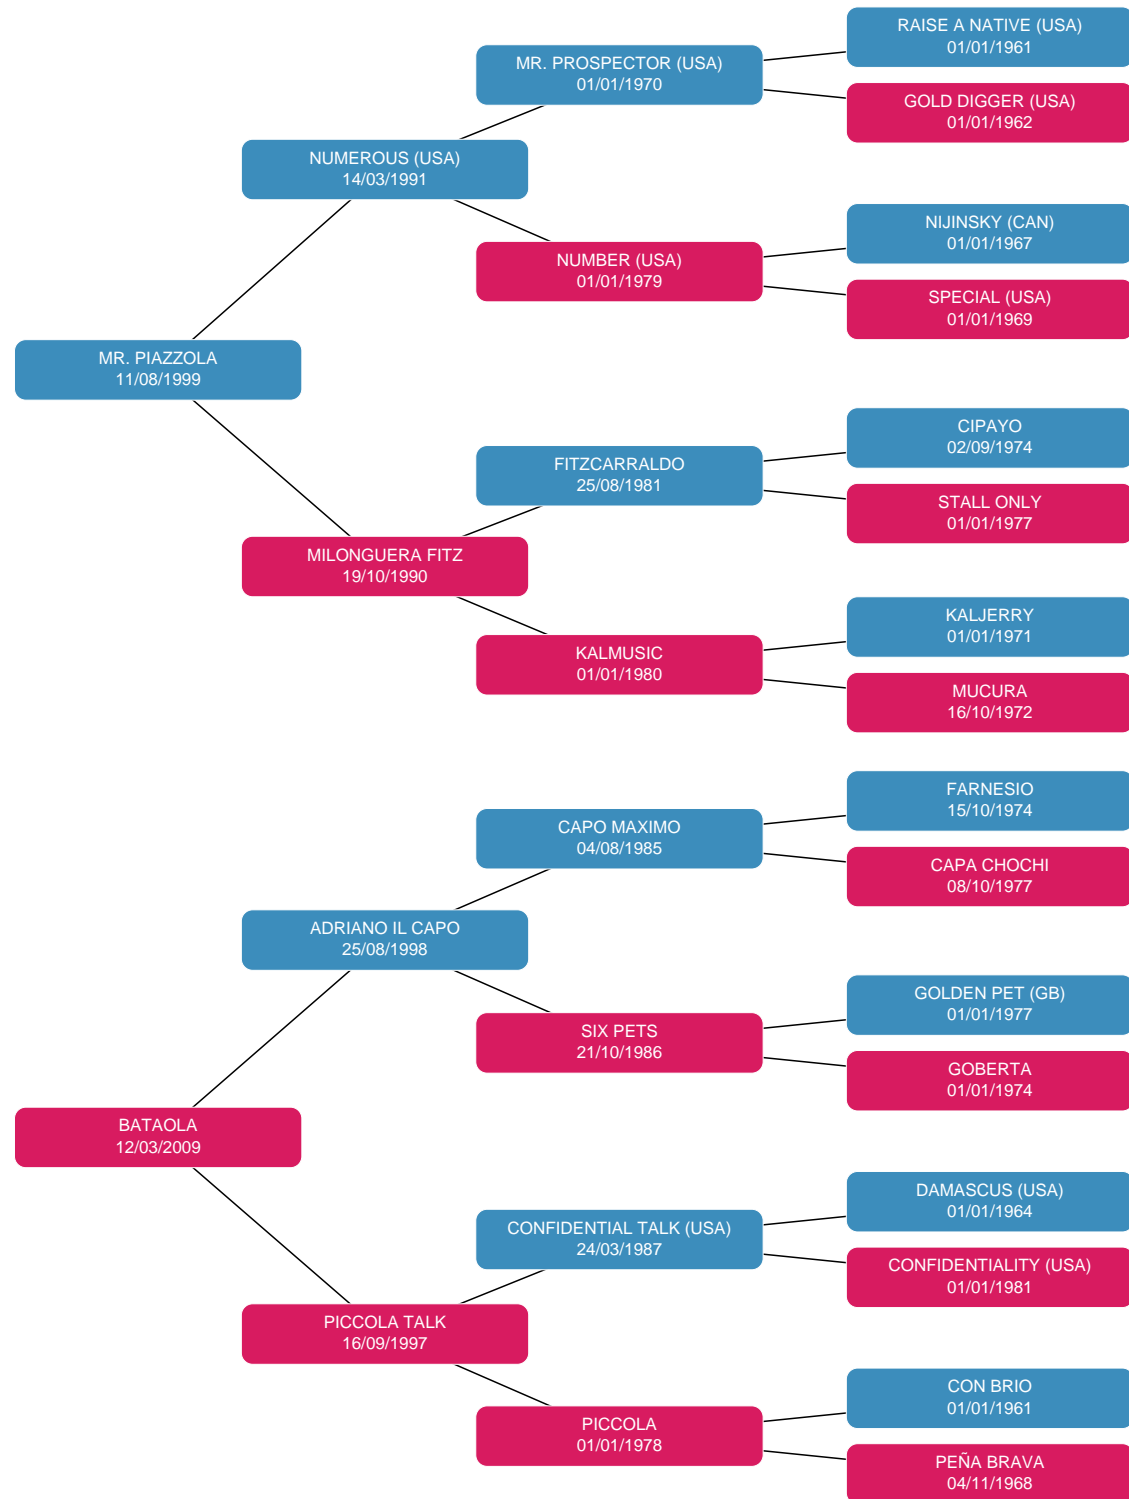 RAISE A NATIVE (USA)
01/01/1961
MR. PROSPECTOR (USA)
01/01/1970
GOLD DIGGER (USA)
01/01/1962
NUMEROUS (USA)
14/03/1991
NIJINSKY (CAN)
01/01/1967
NUMBER (USA)
01/01/1979
SPECIAL (USA)
01/01/1969
MR. PIAZZOLA
11/08/1999
CIPAYO
02/09/1974
FITZCARRALDO
25/08/1981
STALL ONLY
01/01/1977
MILONGUERA FITZ
19/10/1990
KALJERRY
01/01/1971
KALMUSIC
01/01/1980
MUCURA
16/10/1972
FARNESIO
15/10/1974
CAPO MAXIMO
04/08/1985
CAPA CHOCHI
08/10/1977
ADRIANO IL CAPO
25/08/1998
GOLDEN PET (GB)
01/01/1977
SIX PETS
21/10/1986
GOBERTA
01/01/1974
BATAOLA
12/03/2009
DAMASCUS (USA)
01/01/1964
CONFIDENTIAL TALK (USA)
24/03/1987
CONFIDENTIALITY (USA)
01/01/1981
PICCOLA TALK
16/09/1997
CON BRIO
01/01/1961
PICCOLA
01/01/1978
PEÑA BRAVA
04/11/1968